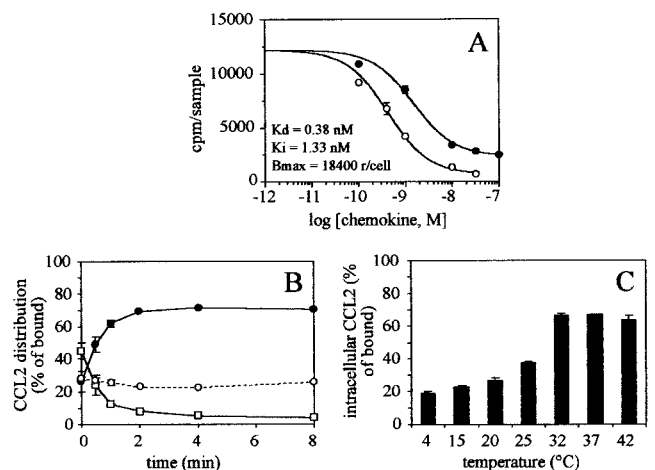 A
15000
10000
5000
0
cpm/sample
Kd = 0.38 nM
Ki = 1.33 nM
Bmax = 18400 r/cell
-12 -11 -10 -9 -8 -7
log [chemokine, M]
B
100
80
60
40
20
0
CCL2 distribution
(% of bound)
0 2 4 6 8
time (min)
C
100
80
60
40
20
0
intracellular CCL2 (%
of bound)
4 15 20 25 32 37 42
temperature (°C)